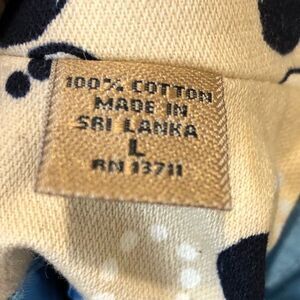 100% COTTON
MADE IN
SRI LANKA
L
RN 13711